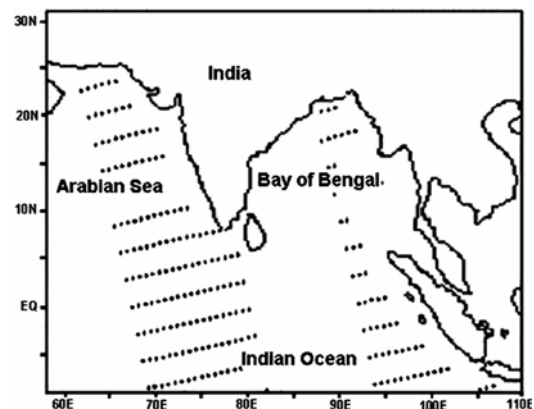 30N
India
20N
Arabian Sea
Bay of Bengal
10N
EQ
Indian Ocean
60E 70E 80E 90E 100E 110E